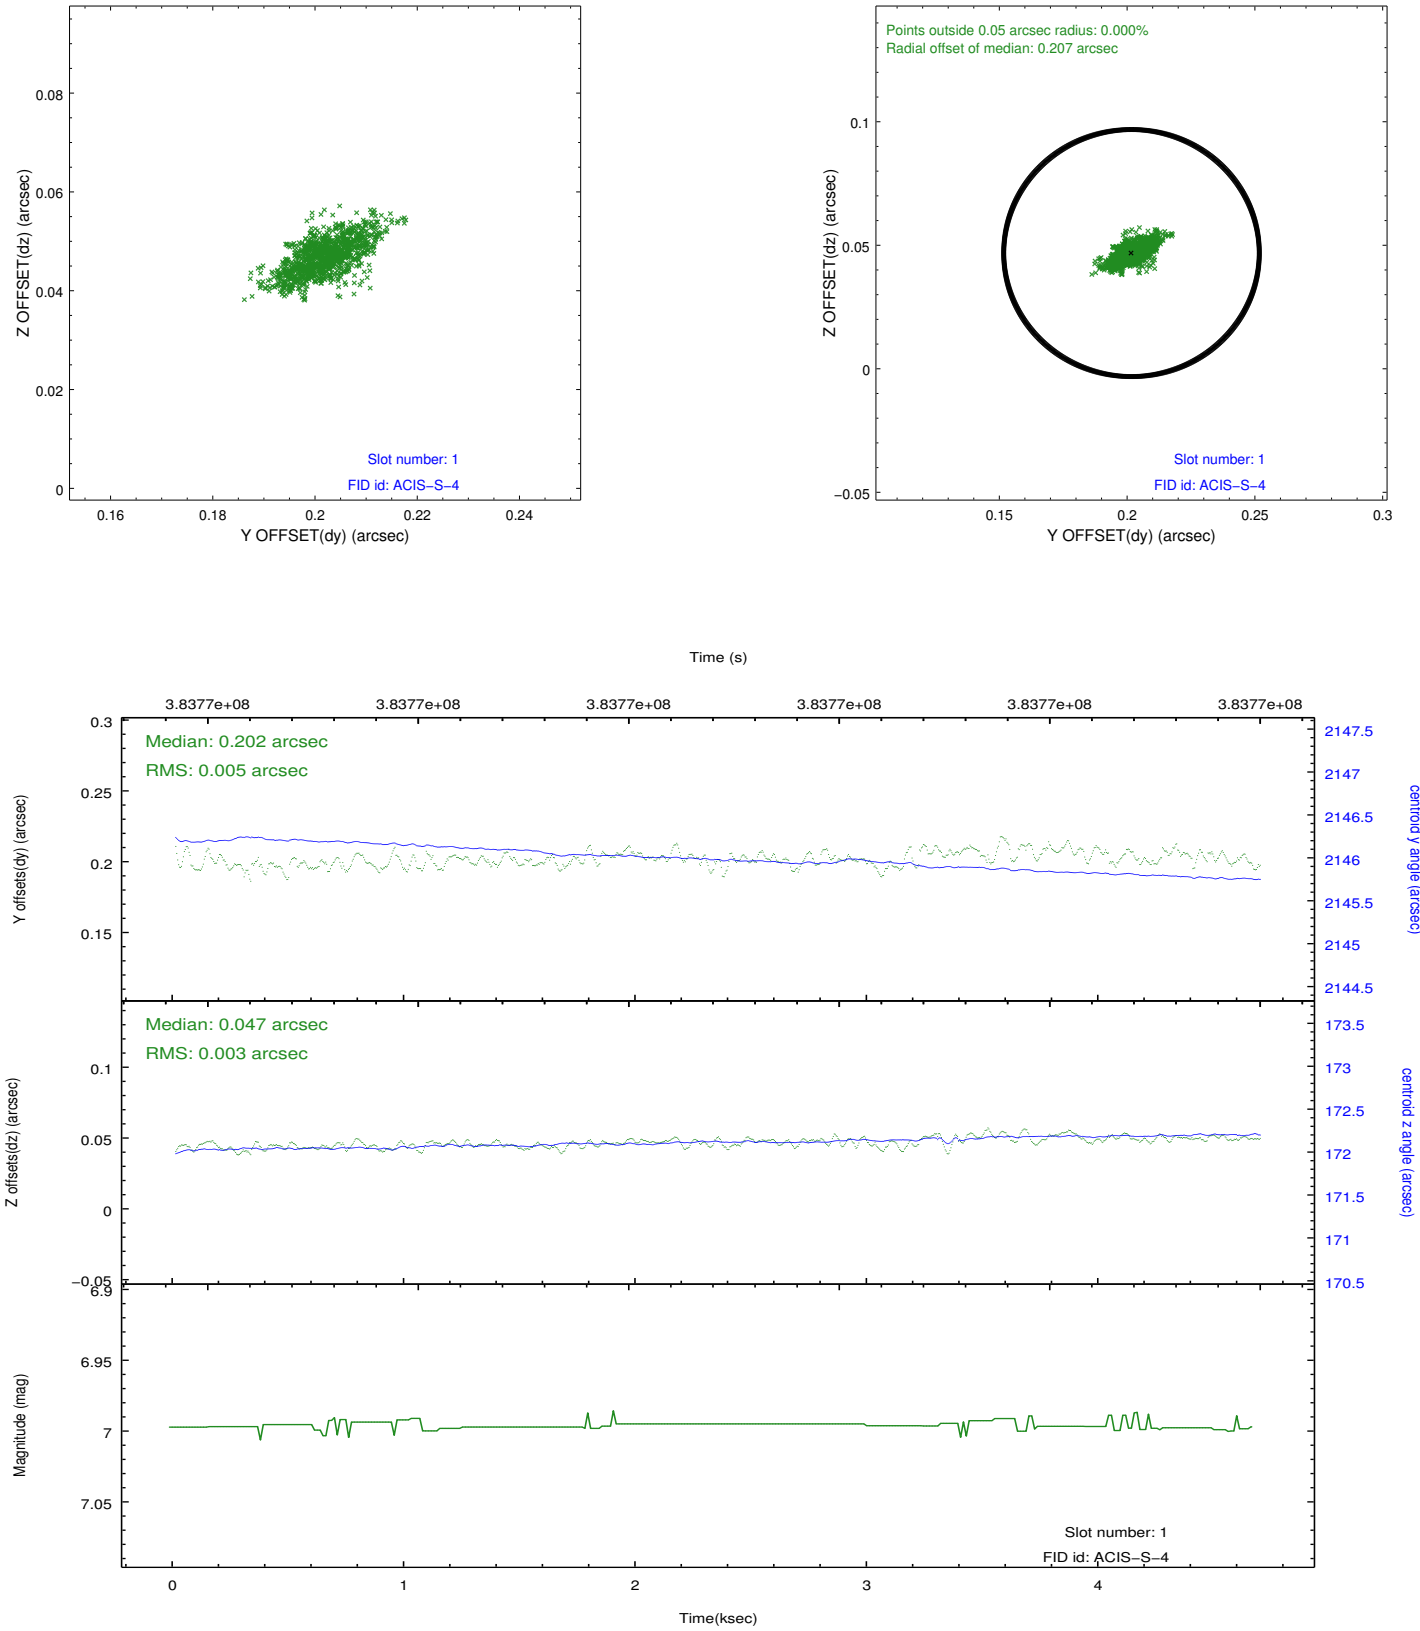 0.08
0.06
0.04
0.02
0
Z OFFSET(dz) (arcsec)
Slot number: 1
FID id: ACIS−S−4
0.16 0.18 0.2 0.22 0.24
Y OFFSET(dy) (arcsec)
Points outside 0.05 arcsec radius: 0.000%
Radial offset of median: 0.207 arcsec
0.1
0.05
0
−0.05
Z OFFSET(dz) (arcsec)
Slot number: 1
FID id: ACIS−S−4
0.15 0.2 0.25 0.3
Y OFFSET(dy) (arcsec)
Time (s)
3.8377e+08 3.8377e+08 3.8377e+08 3.8377e+08 3.8377e+08 3.8377e+08
Median: 0.202 arcsec
RMS: 0.005 arcsec
0.3
0.25
0.2
0.15
Y offsets(dy) (arcsec)
2147.5
2147
2146.5
2146
2145.5
2145
2144.5
centroid y angle (arcsec)
Median: 0.047 arcsec
RMS: 0.003 arcsec
0.1
0.05
0
−0.05
Z offsets(dz) (arcsec)
173.5
173
172.5
172
171.5
171
170.5
centroid z angle (arcsec)
6.9
6.95
7
7.05
Magnitude (mag)
Slot number: 1
FID id: ACIS−S−4
0 1 2 3 4
Time(ksec)